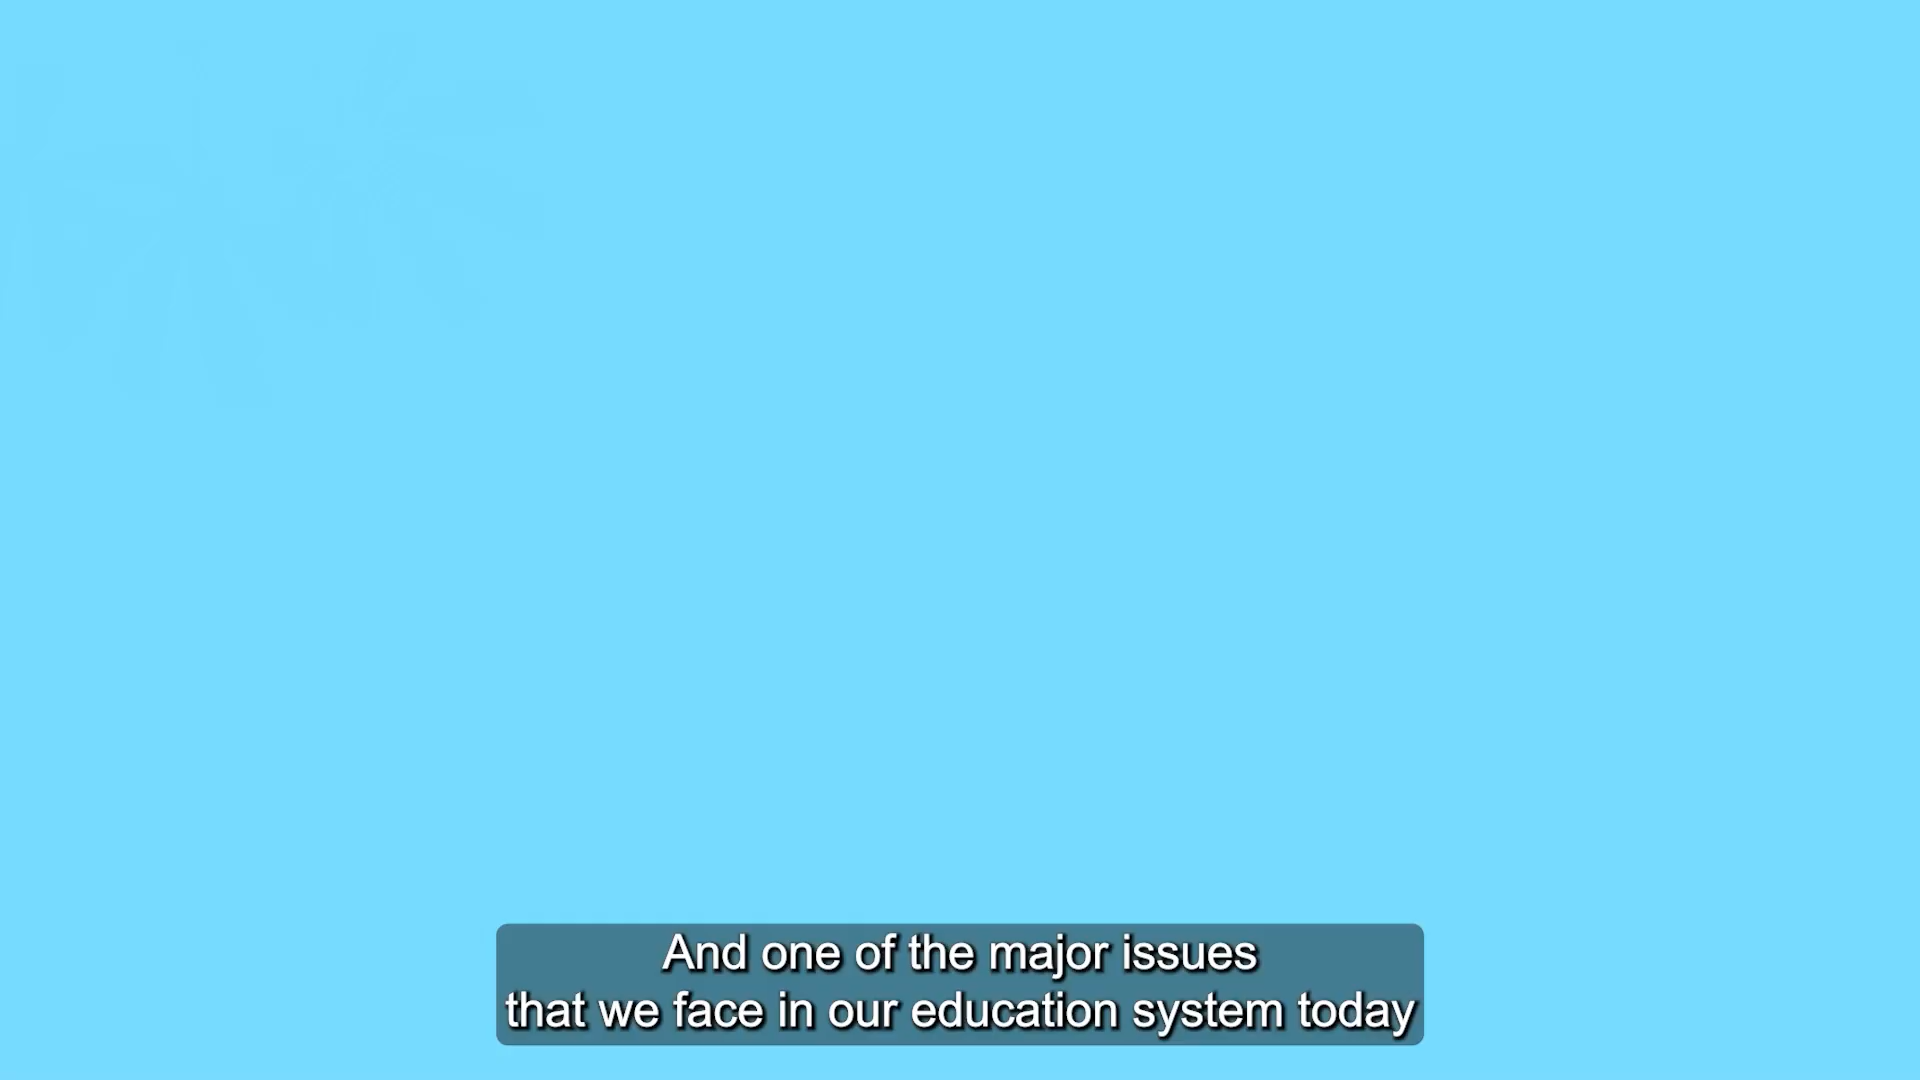 And one of the major issues
that we face in our education system today